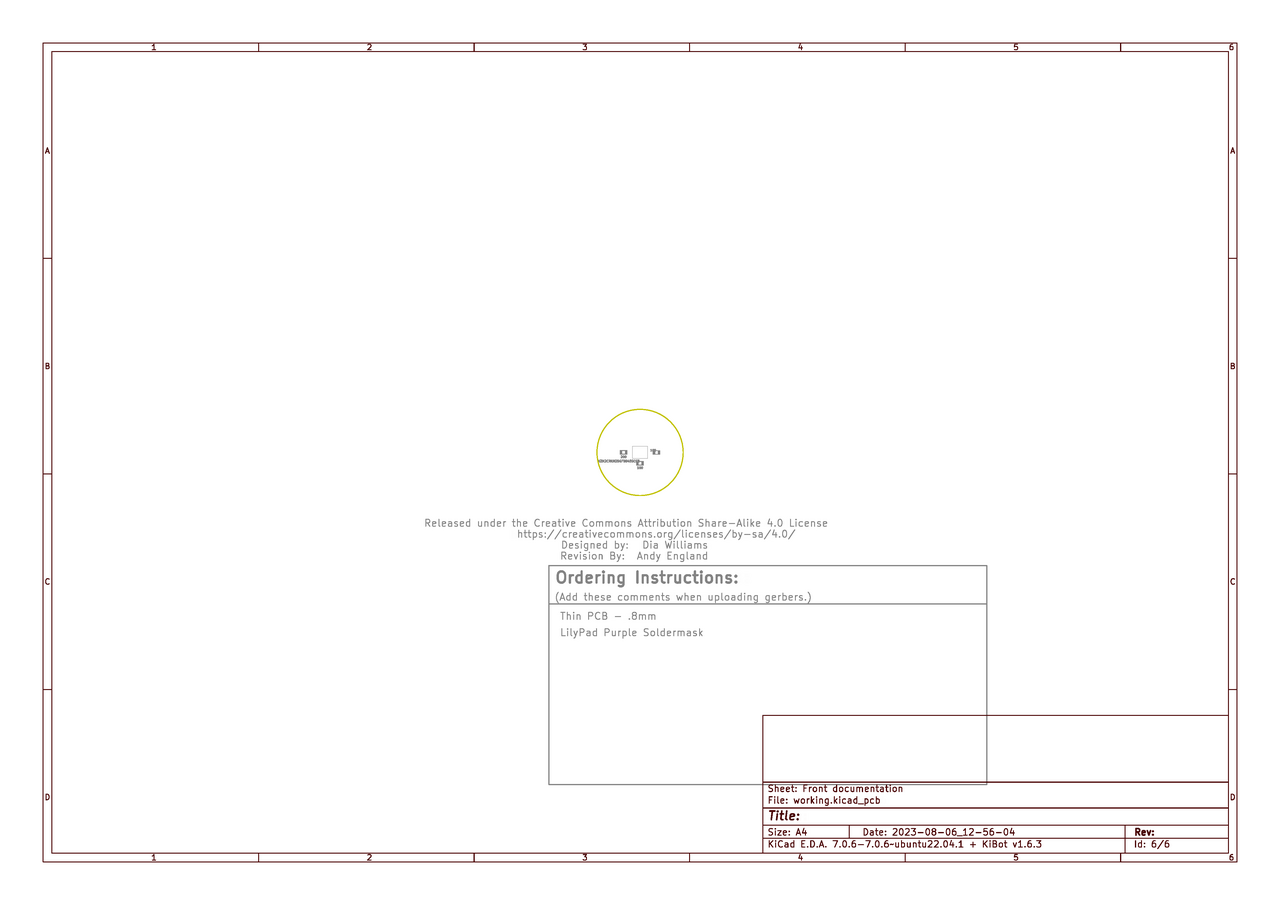 1 2 3 4 5 6
A A
B B
Released under the Creative Commons Attribution Share-Alike 4.0 License
https://creativecommons.org/licenses/by-sa/4.0/
Designed by: Dia Williams
Revision By: Andy England
Ordering Instructions:
C C
(Add these comments when uploading gerbers.)
Thin PCB - .8mm
LilyPad Purple Soldermask
Sheet: Front documentation
D D
File: working.kicad_pcb
Title:
Size: A4 Date: 2023-08-06_12-56-04 Rev:
KiCad E.D.A. 7.0.6-7.0.6~ubuntu22.04.1 + KiBot v1.6.3 Id: 6/6
1 2 3 4 5 6